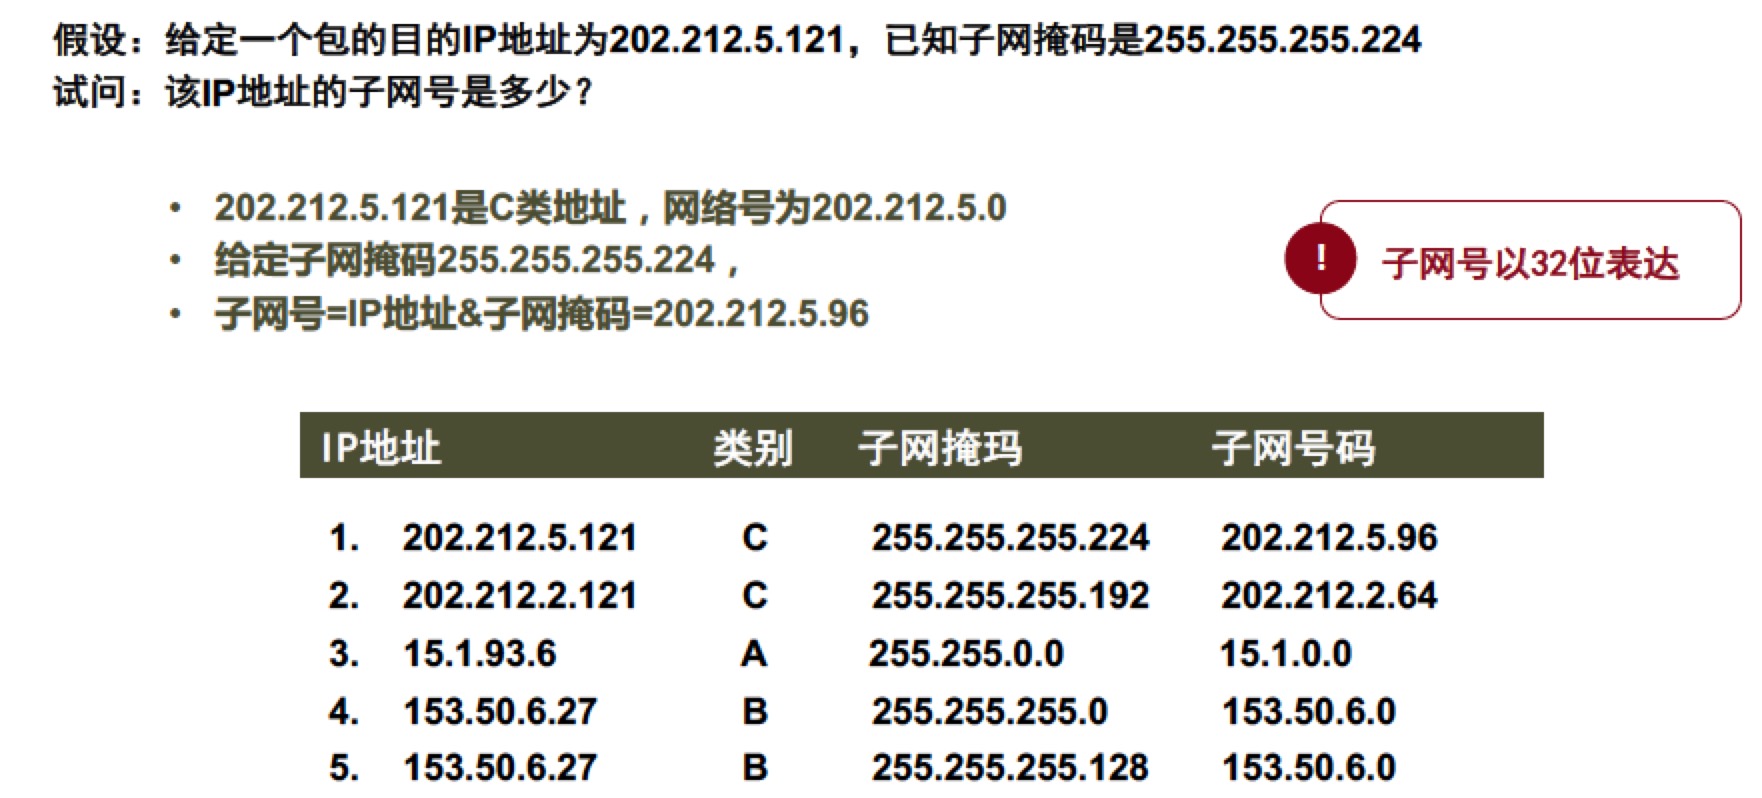 假设：给定一个包的目的IP地址为202.212.5.121，已知子网掩码是255.255.255.224
试问：该IP地址的子网号是多少？
• 202.212.5.121是C类地址，网络号为202.212.5.0
• 给定子网掩码255.255.255.224，
• 子网号=IP地址&子网掩码=202.212.5.96
! 子网号以32位表达
IP地址 类别 子网掩玛 子网号码
1. 202.212.5.121 C 255.255.255.224 202.212.5.96
2. 202.212.2.121 C 255.255.255.192 202.212.2.64
3. 15.1.93.6 A 255.255.0.0 15.1.0.0
4. 153.50.6.27 B 255.255.255.0 153.50.6.0
5. 153.50.6.27 B 255.255.255.128 153.50.6.0